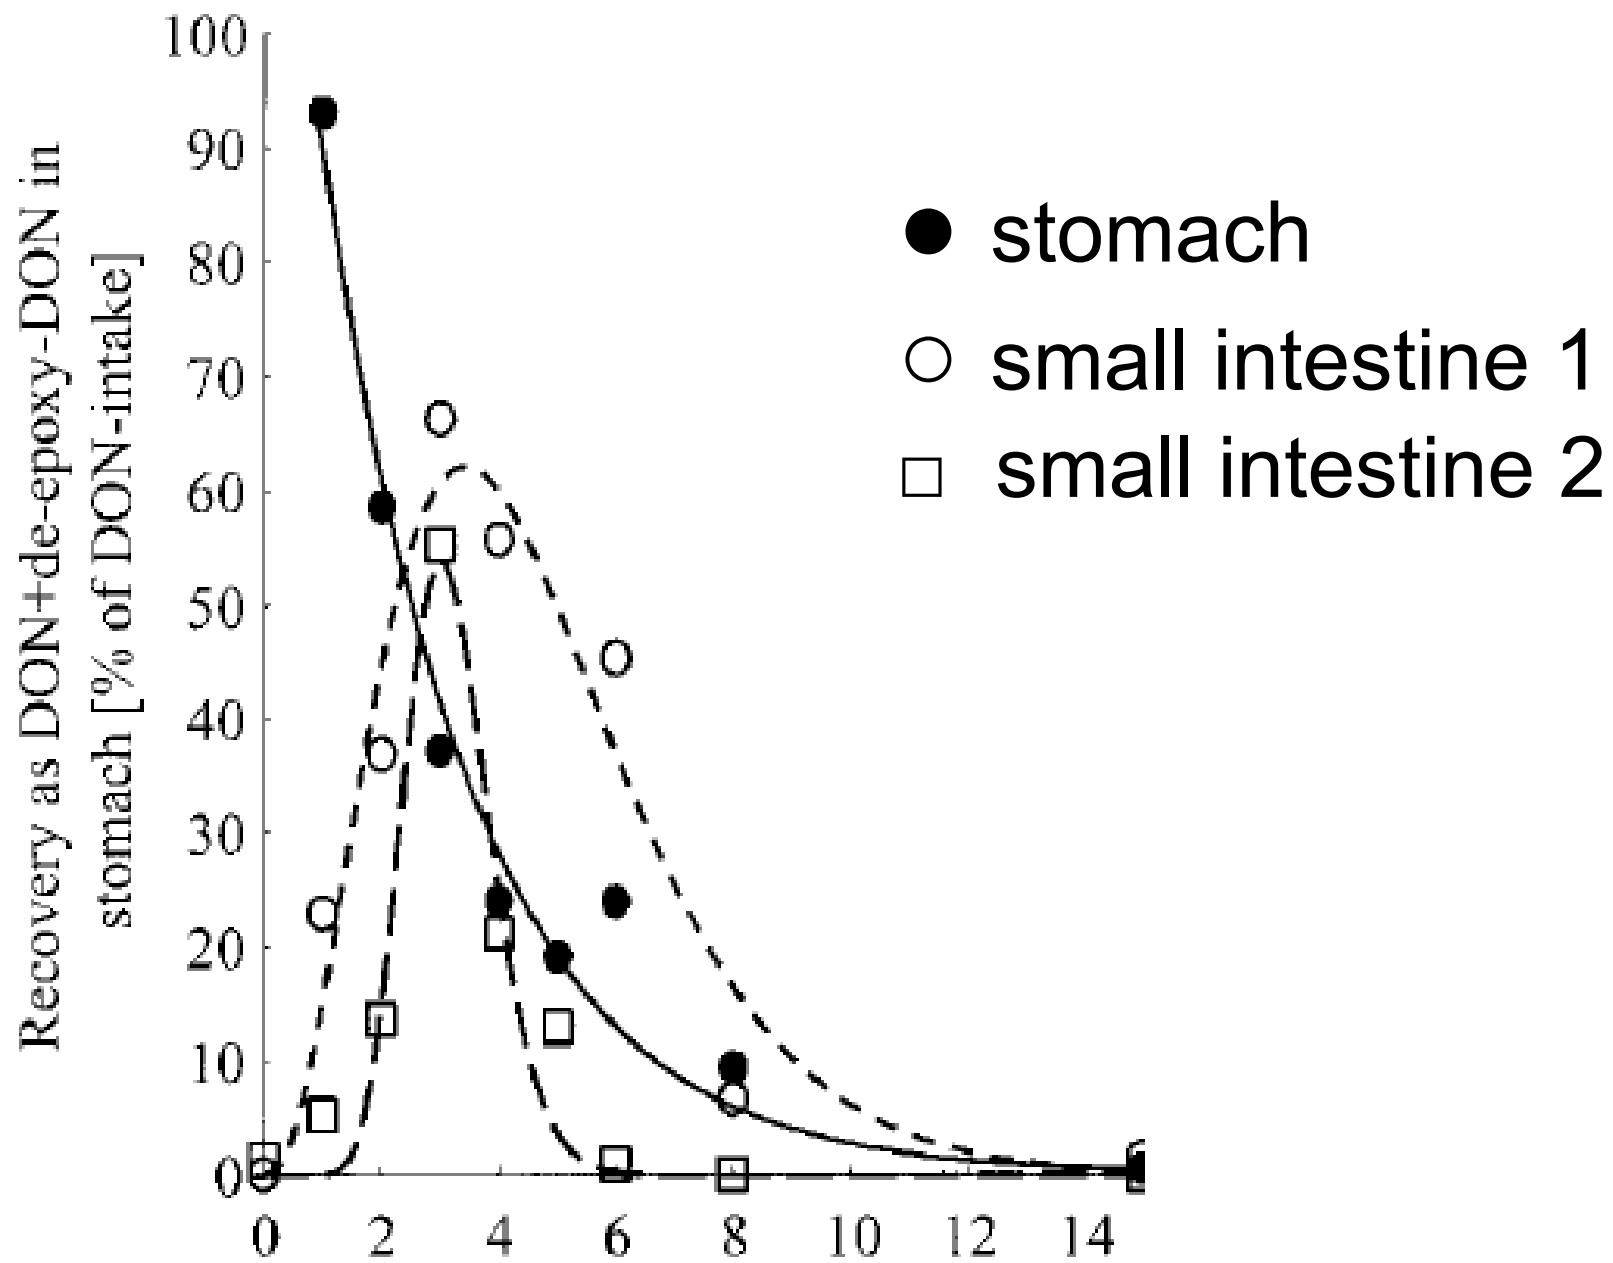 Recovery as DON+de-epoxy-DON in
stomach [% of DON-intake]
100
90
80
70
60
50
40
30
20
10
0
0 2 4 6 8 10 12 14
stomach
small intestine 1
small intestine 2